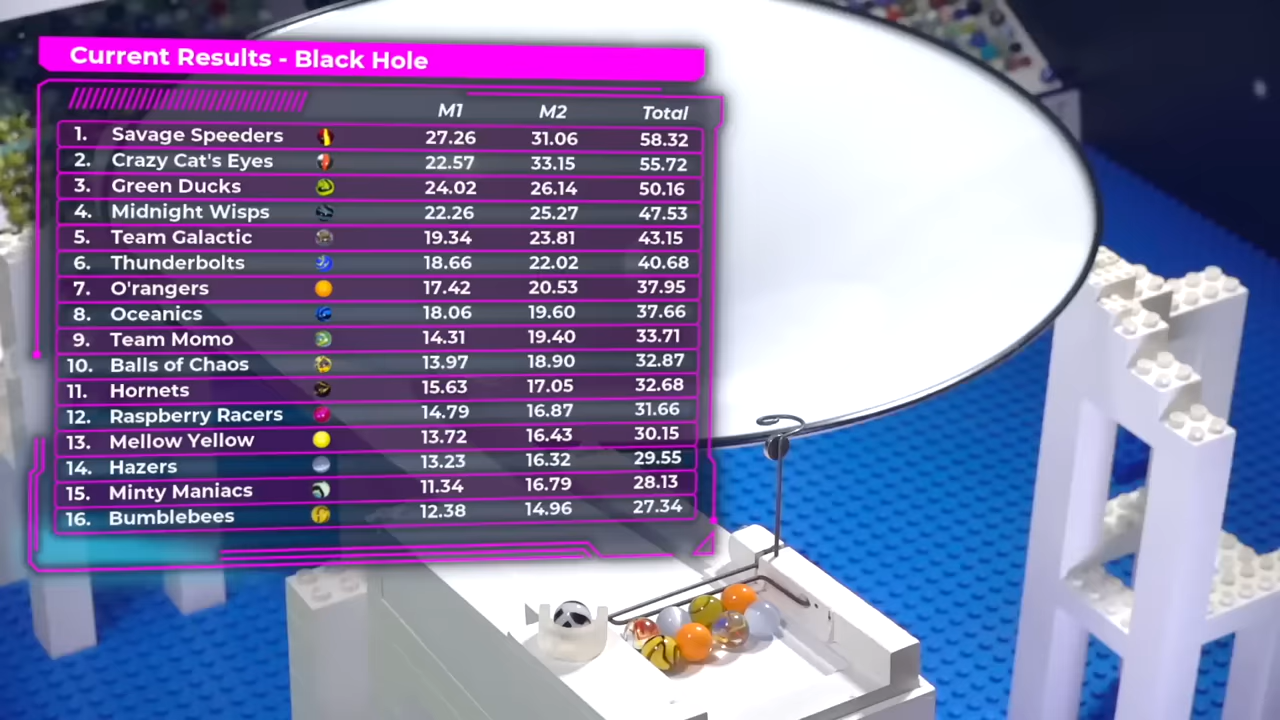 Current Results - Black Hole
M1 M2 Total
1. Savage Speeders 27.26 31.06 58.32
2. Crazy Cat's Eyes 22.57 33.15 55.72
3. Green Ducks 24.02 26.14 50.16
4. Midnight Wisps 22.26 25.27 47.53
5. Team Galactic 19.34 23.81 43.15
6. Thunderbolts 18.66 22.02 40.68
7. O'rangers 17.42 20.53 37.95
8. Oceanics 18.06 19.60 37.66
9. Team Momo 14.31 19.40 33.71
10. Balls of Chaos 13.97 18.90 32.87
11. Hornets 15.63 17.05 32.68
12. Raspberry Racers 14.79 16.87 31.66
13. Mellow Yellow 13.72 16.43 30.15
14. Hazers 13.23 16.32 29.55
15. Minty Maniacs 11.34 16.79 28.13
16. Bumblebees 12.38 14.96 27.34